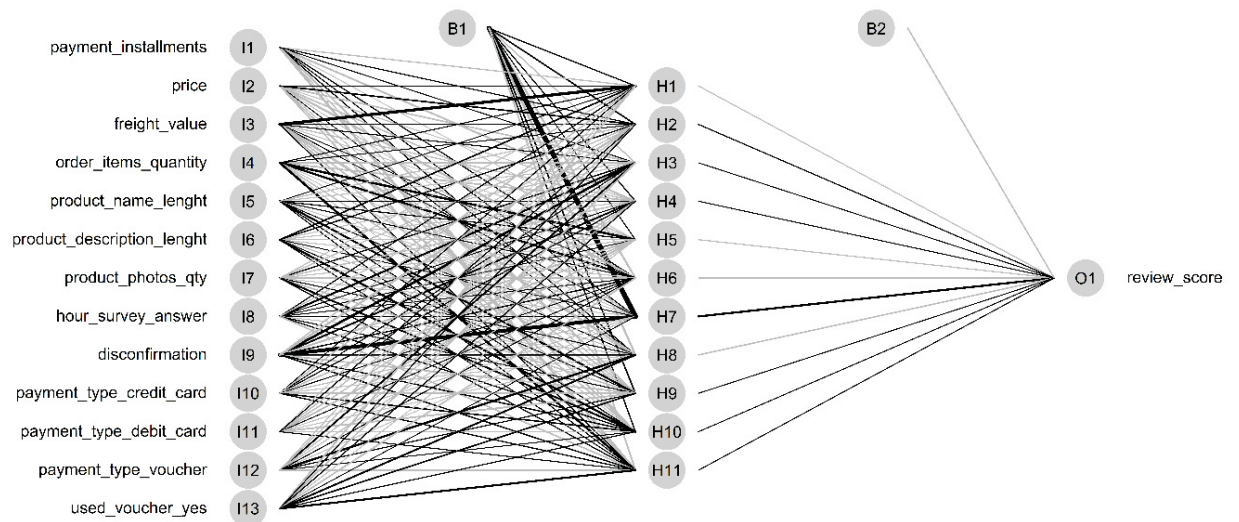 B1 B2
payment_installments I1
price I2 H1
freight_value I3 H2
order_items_quantity I4 H3
product_name_lenght I5 H4
product_description_lenght I6 H5
product_photos_qty I7 H6 O1 review_score
hour_survey_answer I8 H7
disconfirmation I9 H8
payment_type_credit_card I10 H9
payment_type_debit_card I11 H10
payment_type_voucher I12 H11
used_voucher_yes I13